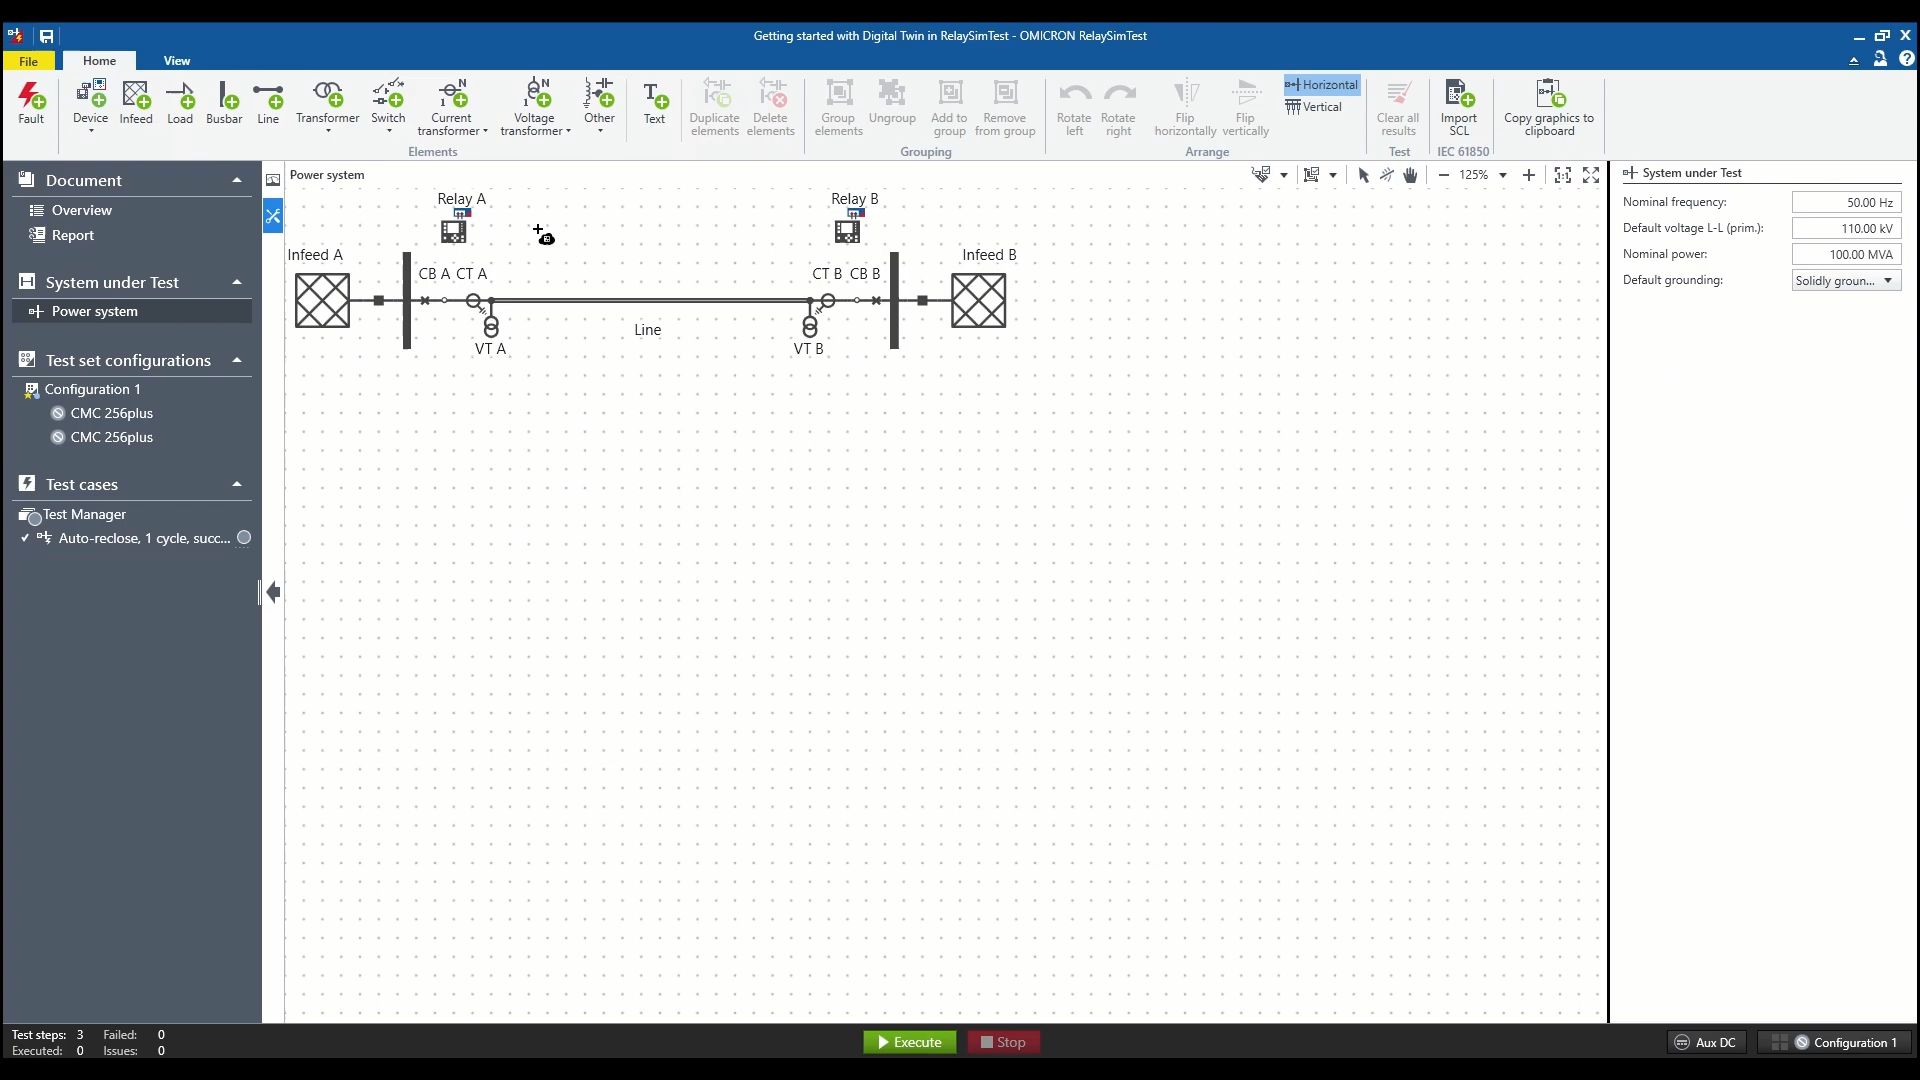 Getting started with Digital Twin in RelaySimTest - OMICRON RelaySimTest
File
Home
View
Fault
Device
Infeed
Load
Busbar
Line
Transformer
Switch
Current
transformer
Voltage
transformer
Other
Text
Duplicate
elements
Delete
elements
Group
elements
Ungroup
Add to
group
Remove
from group
Rotate
left
Rotate
right
Flip
horizontally
Flip
vertically
Horizontal
Vertical
Clear all
results
Import
SCL
Copy graphics to
clipboard
Elements
Grouping
Arrange
Test
IEC 61850
Document
Overview
Report
System under Test
Power system
Test set configurations
Configuration 1
CMC 256plus
CMC 256plus
Test cases
Test Manager
Auto-reclose, 1 cycle, succ...
Power system
125%
Relay A
Relay B
Infeed A
Infeed B
CB A CT A
CT B CB B
Line
VT A
VT B
System under Test
Nominal frequency: 50.00 Hz
Default voltage L-L (prim.): 110.00 kV
Nominal power: 100.00 MVA
Default grounding: Solidly groun...
Test steps: 3 Failed: 0
Executed: 0 Issues: 0
Execute
Stop
Aux DC
Configuration 1